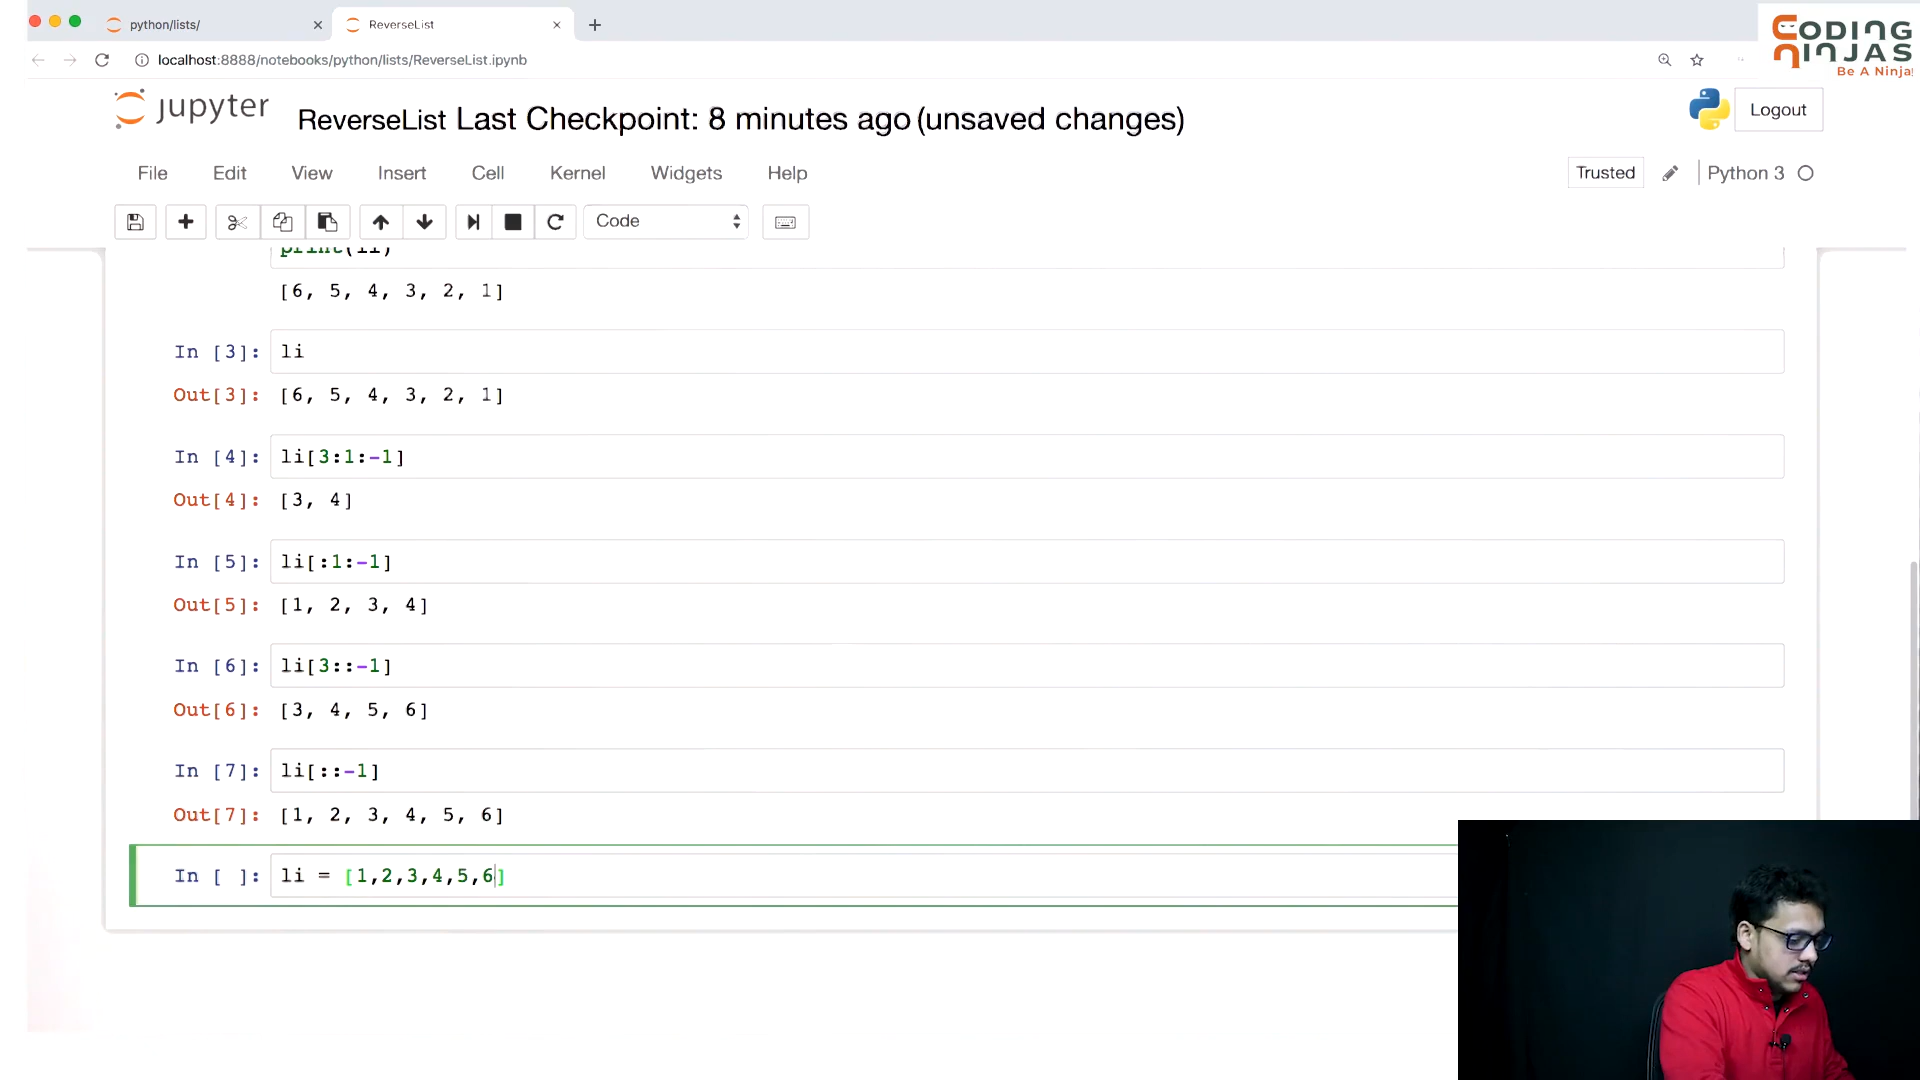 python/lists/
ReverseList
CODING NINJAS
Be A Ninja!
localhost:8888/notebooks/python/lists/ReverseList.ipynb
jupyter
ReverseList Last Checkpoint: 8 minutes ago (unsaved changes)
Logout
File Edit View Insert Cell Kernel Widgets Help
Trusted Python 3
Code
print(li)
[6, 5, 4, 3, 2, 1]
In [3]: li
Out[3]: [6, 5, 4, 3, 2, 1]
In [4]: li[3:1:-1]
Out[4]: [3, 4]
In [5]: li[:1:-1]
Out[5]: [1, 2, 3, 4]
In [6]: li[3::-1]
Out[6]: [3, 4, 5, 6]
In [7]: li[::-1]
Out[7]: [1, 2, 3, 4, 5, 6]
In [ ]: li = [1,2,3,4,5,6]